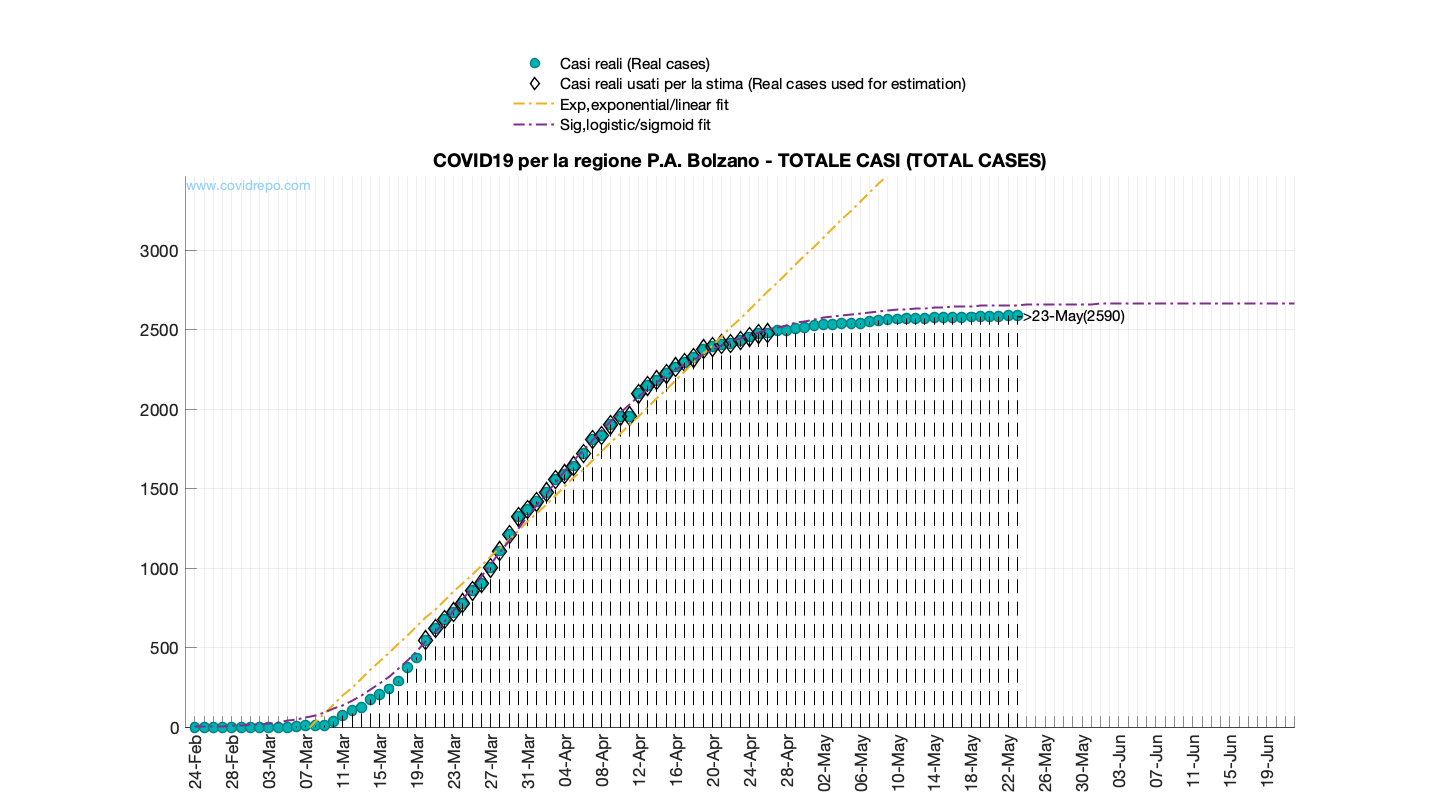 Casi reali (Real cases)
Casi reali usati per la stima (Real cases used for estimation)
Exp,exponential/linear fit
Sig,logistic/sigmoid fit
COVID19 per la regione P.A. Bolzano - TOTALE CASI (TOTAL CASES)
www.covidrepo.com
3000
2500
2000
1500
1000
500
0
->23-May(2590)
24-Feb
28-Feb
03-Mar
07-Mar
11-Mar
15-Mar
19-Mar
23-Mar
27-Mar
31-Mar
04-Apr
08-Apr
12-Apr
16-Apr
20-Apr
24-Apr
28-Apr
02-May
06-May
10-May
14-May
18-May
22-May
26-May
30-May
03-Jun
07-Jun
11-Jun
15-Jun
19-Jun